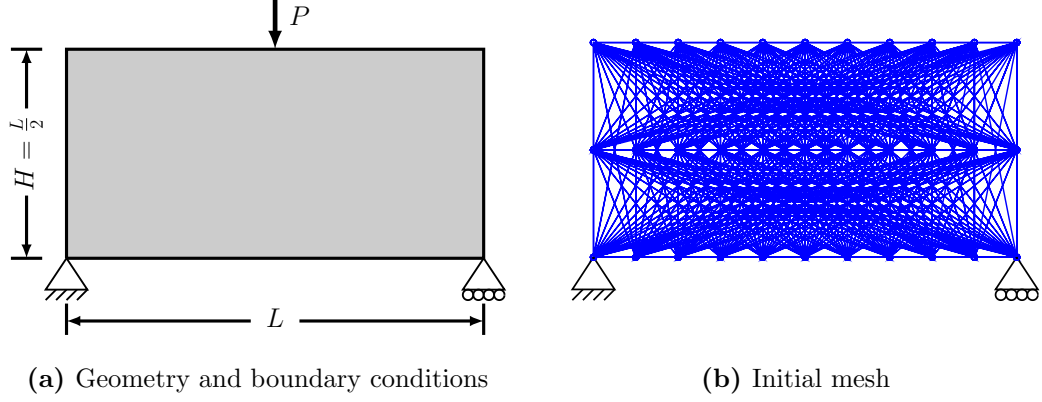 P
H = L/2
L
(a) Geometry and boundary conditions
(b) Initial mesh